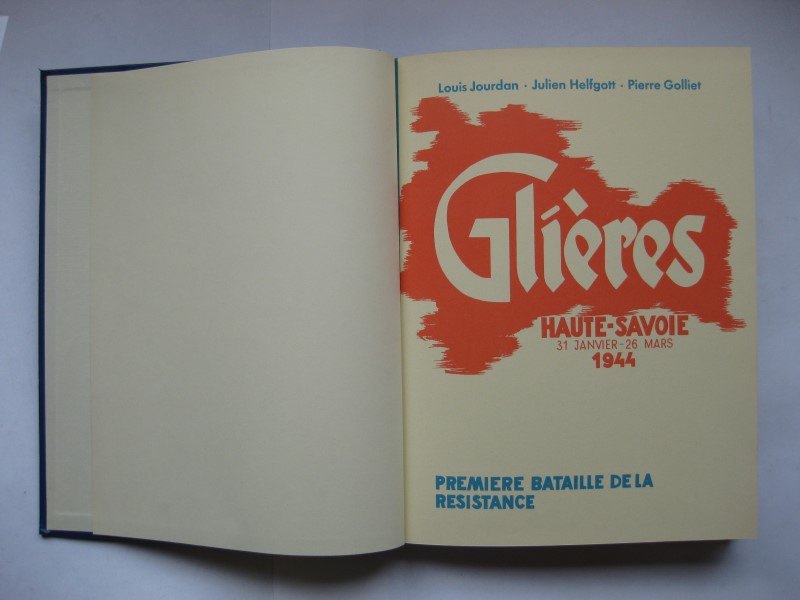 Louis Jourdan · Julien Helfgott · Pierre Golliet
Glières
HAUTE-SAVOIE
31 JANVIER-26 MARS
1944
PREMIERE BATAILLE DE LA
RESISTANCE